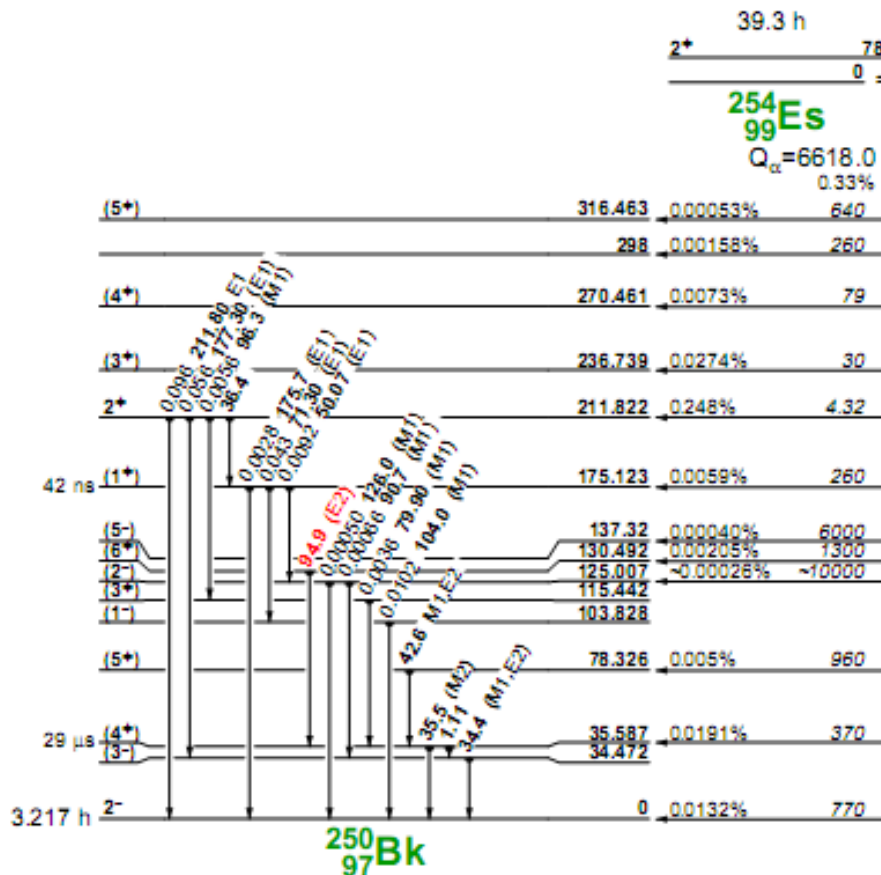 39.3 h
2+ 78
0 =
254 99 Es
Qα=6618.0
0.33%
(5+) 316.463 0.00053% 640
298 0.00158% 260
(4+) 270.461 0.0073% 79
(3+) 236.739 0.0274% 30
2+ 211.822 0.248% 4.32
42 ns (1+) 175.123 0.0059% 260
(5-) 137.32 0.00040% 6000
(6+) 130.492 0.00205% 1300
(2-) 125.007 ~0.00026% ~10000
(3+) 115.442
(1-) 103.828
(5+) 78.326 0.005% 960
29 μs (4+) 35.587 0.0191% 370
(3-) 34.472
3.217 h 2- 0 0.0132% 770
0.096 211.80 E1
0.056 177.30 (E1)
0.0056 96.3 (M1)
36.4
0.0028 175.7 (E1)
0.043 71.30 (E1)
0.0092 50.07 (E1)
94.9 (E2)
0.00050 126.0 (M1)
0.00066 90.7 (M1)
0.0036 79.90 (M1)
0.0102 104.0 (M1)
42.6 M1,E2
35.5 (M2)
1.11
34.4 (M1,E2)
250 97 Bk